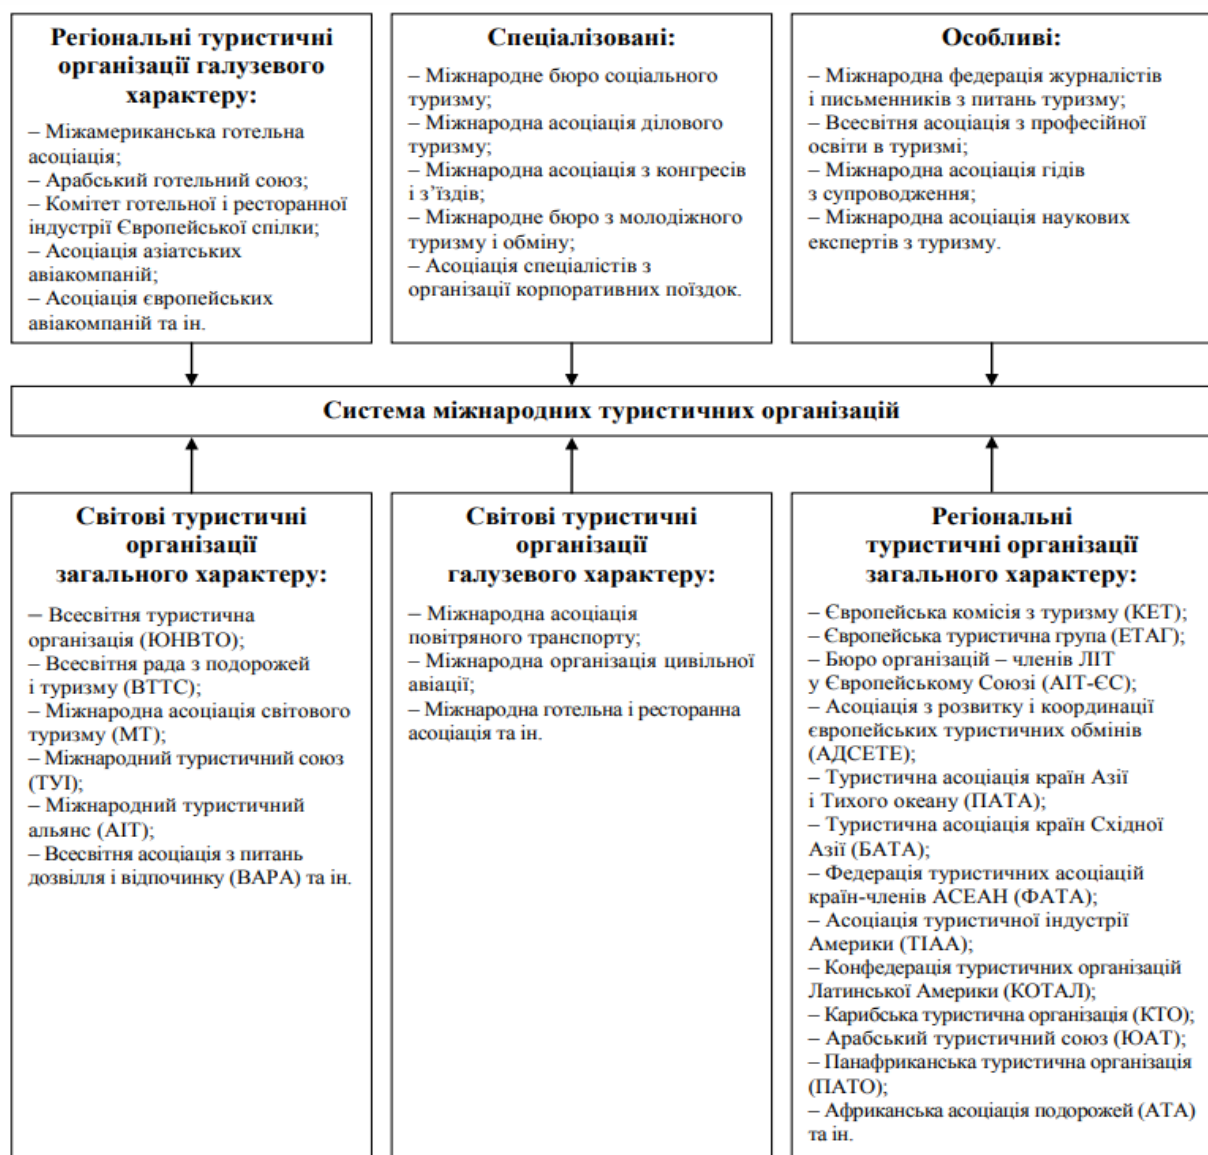 Регіональні туристичні
організації галузевого
характеру:
– Міжамериканська готельна
асоціація;
– Арабський готельний союз;
– Комітет готельної і ресторанної
індустрії Європейської спілки;
– Асоціація азіатських
авіакомпаній;
– Асоціація європейських
авіакомпаній та ін.
Спеціалізовані:
– Міжнародне бюро соціального
туризму;
– Міжнародна асоціація ділового
туризму;
– Міжнародна асоціація з конгресів
і з’їздів;
– Міжнародне бюро з молодіжного
туризму і обміну;
– Асоціація спеціалістів з
організації корпоративних поїздок.
Особливі:
– Міжнародна федерація журналістів
і письменників з питань туризму;
– Всесвітня асоціація з професійної
освіти в туризмі;
– Міжнародна асоціація гідів
з супроводження;
– Міжнародна асоціація наукових
експертів з туризму.
Система міжнародних туристичних організацій
Світові туристичні
організації
загального характеру:
– Всесвітня туристична
організація (ЮНВТО);
– Всесвітня рада з подорожей
і туризму (ВТТС);
– Міжнародна асоціація світового
туризму (МТ);
– Міжнародний туристичний союз
(ТУІ);
– Міжнародний туристичний
альянс (АІТ);
– Всесвітня асоціація з питань
дозвілля і відпочинку (ВАРА) та ін.
Світові туристичні
організації
галузевого характеру:
– Міжнародна асоціація
повітряного транспорту;
– Міжнародна організація цивільної
авіації;
– Міжнародна готельна і ресторанна
асоціація та ін.
Регіональні
туристичні організації
загального характеру:
– Європейська комісія з туризму (КЕТ);
– Європейська туристична група (ЕТАГ);
– Бюро організацій – членів ЛІТ
у Європейському Союзі (АІТ-ЄС);
– Асоціація з розвитку і координації
європейських туристичних обмінів
(АДСЕТЕ);
– Туристична асоціація країн Азії
і Тихого океану (ПАТА);
– Туристична асоціація країн Східної
Азії (БАТА);
– Федерація туристичних асоціацій
країн-членів АСЕАН (ФАТА);
– Асоціація туристичної індустрії
Америки (ТІАА);
– Конфедерація туристичних організацій
Латинської Америки (КОТАЛ);
– Карибська туристична організація (КТО);
– Арабський туристичний союз (ЮАТ);
– Панафриканська туристична організація
(ПАТО);
– Африканська асоціація подорожей (АТА)
та ін.